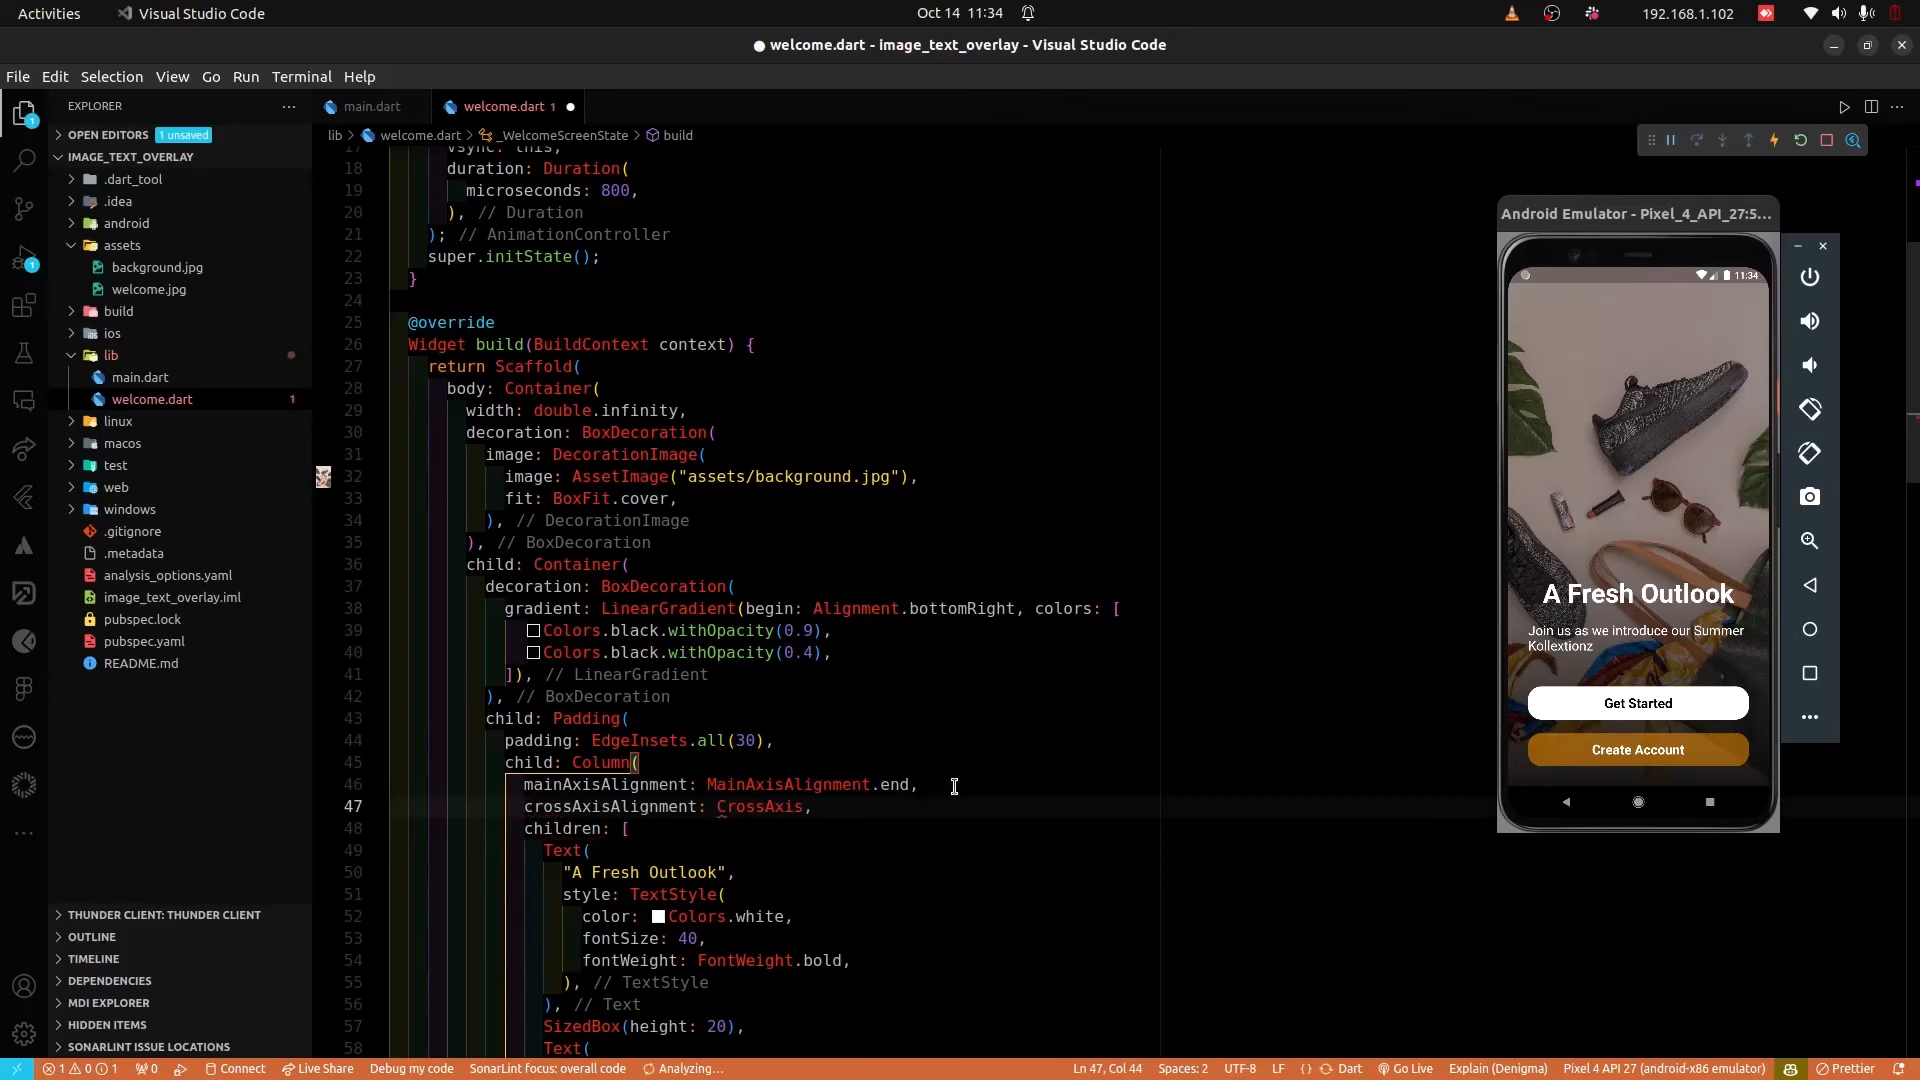 Activities
Visual Studio Code
Oct 14 11:34
192.168.1.102
welcome.dart - image_text_overlay - Visual Studio Code
File Edit Selection View Go Run Terminal Help
EXPLORER
main.dart
welcome.dart 1
OPEN EDITORS 1 unsaved
lib > welcome.dart > _WelcomeScreenState > build
IMAGE_TEXT_OVERLAY
.dart_tool
.idea
android
assets
background.jpg
welcome.jpg
build
ios
lib
main.dart
welcome.dart 1
linux
macos
test
web
windows
.gitignore
.metadata
analysis_options.yaml
image_text_overlay.iml
pubspec.lock
pubspec.yaml
README.md
THUNDER CLIENT: THUNDER CLIENT
OUTLINE
TIMELINE
DEPENDENCIES
MDI EXPLORER
HIDDEN ITEMS
SONARLINT ISSUE LOCATIONS
17 vsync: this,
18 duration: Duration(
19 microseconds: 800,
20 ), // Duration
21 ); // AnimationController
22 super.initState();
23 }
24
25 @override
26 Widget build(BuildContext context) {
27 return Scaffold(
28 body: Container(
29 width: double.infinity,
30 decoration: BoxDecoration(
31 image: DecorationImage(
32 image: AssetImage("assets/background.jpg"),
33 fit: BoxFit.cover,
34 ), // DecorationImage
35 ), // BoxDecoration
36 child: Container(
37 decoration: BoxDecoration(
38 gradient: LinearGradient(begin: Alignment.bottomRight, colors: [
39 Colors.black.withOpacity(0.9),
40 Colors.black.withOpacity(0.4),
41 ]), // LinearGradient
42 ), // BoxDecoration
43 child: Padding(
44 padding: EdgeInsets.all(30),
45 child: Column(
46 mainAxisAlignment: MainAxisAlignment.end,
47 crossAxisAlignment: CrossAxis,
48 children: [
49 Text(
50 "A Fresh Outlook",
51 style: TextStyle(
52 color: Colors.white,
53 fontSize: 40,
54 fontWeight: FontWeight.bold,
55 ), // TextStyle
56 ), // Text
57 SizedBox(height: 20),
58 Text(
Android Emulator - Pixel_4_API_27:5...
11:34
A Fresh Outlook
Join us as we introduce our Summer
Kollextionz
Get Started
Create Account
1 0 1 0 Connect Live Share Debug my code SonarLint focus: overall code Analyzing... Ln 47, Col 44 Spaces: 2 UTF-8 LF {} Dart Go Live Explain (Denigma) Pixel 4 API 27 (android-x86 emulator) Prettier